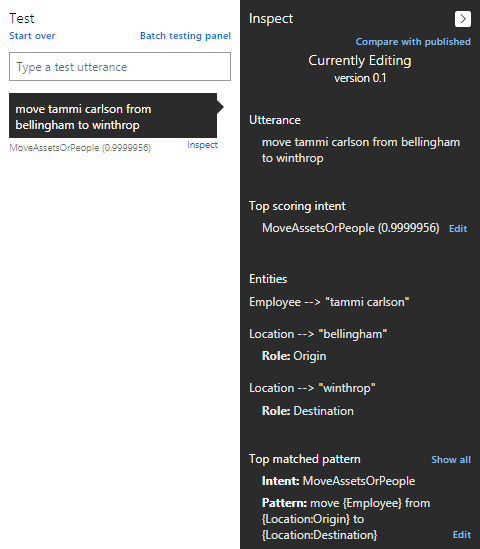 Test
Start over
Batch testing panel
Type a test utterance
move tammi carlson from
bellingham to winthrop
MoveAssetsOrPeople (0.9999956)
Inspect
Inspect
Compare with published
Currently Editing
version 0.1
Utterance
move tammi carlson from bellingham
to winthrop
Top scoring intent
MoveAssetsOrPeople (0.9999956)
Edit
Entities
Employee --> "tammi carlson"
Location --> "bellingham"
Role: Origin
Location --> "winthrop"
Role: Destination
Top matched pattern
Show all
Intent: MoveAssetsOrPeople
Pattern: move {Employee} from
{Location:Origin} to
{Location:Destination}
Edit